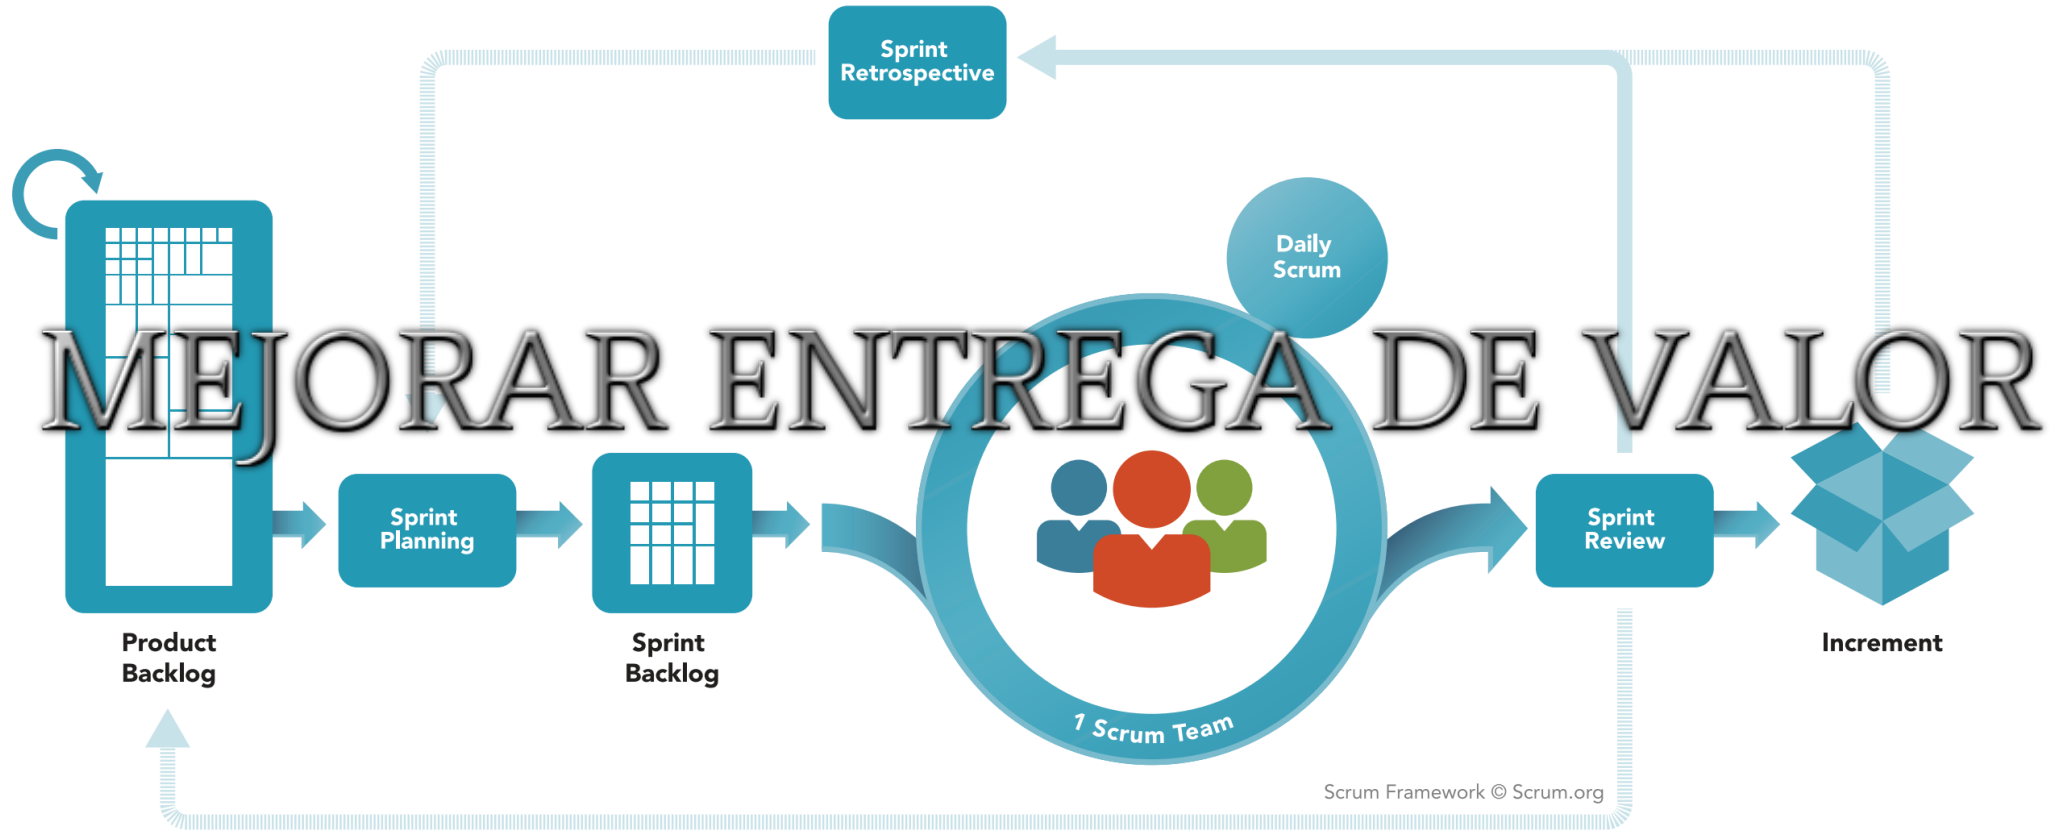 Sprint
Retrospective
Daily
Scrum
MEJORAR ENTREGA DE VALOR
Sprint
Planning
Sprint
Review
Product
Backlog
Sprint
Backlog
Increment
1 Scrum Team
Scrum Framework © Scrum.org